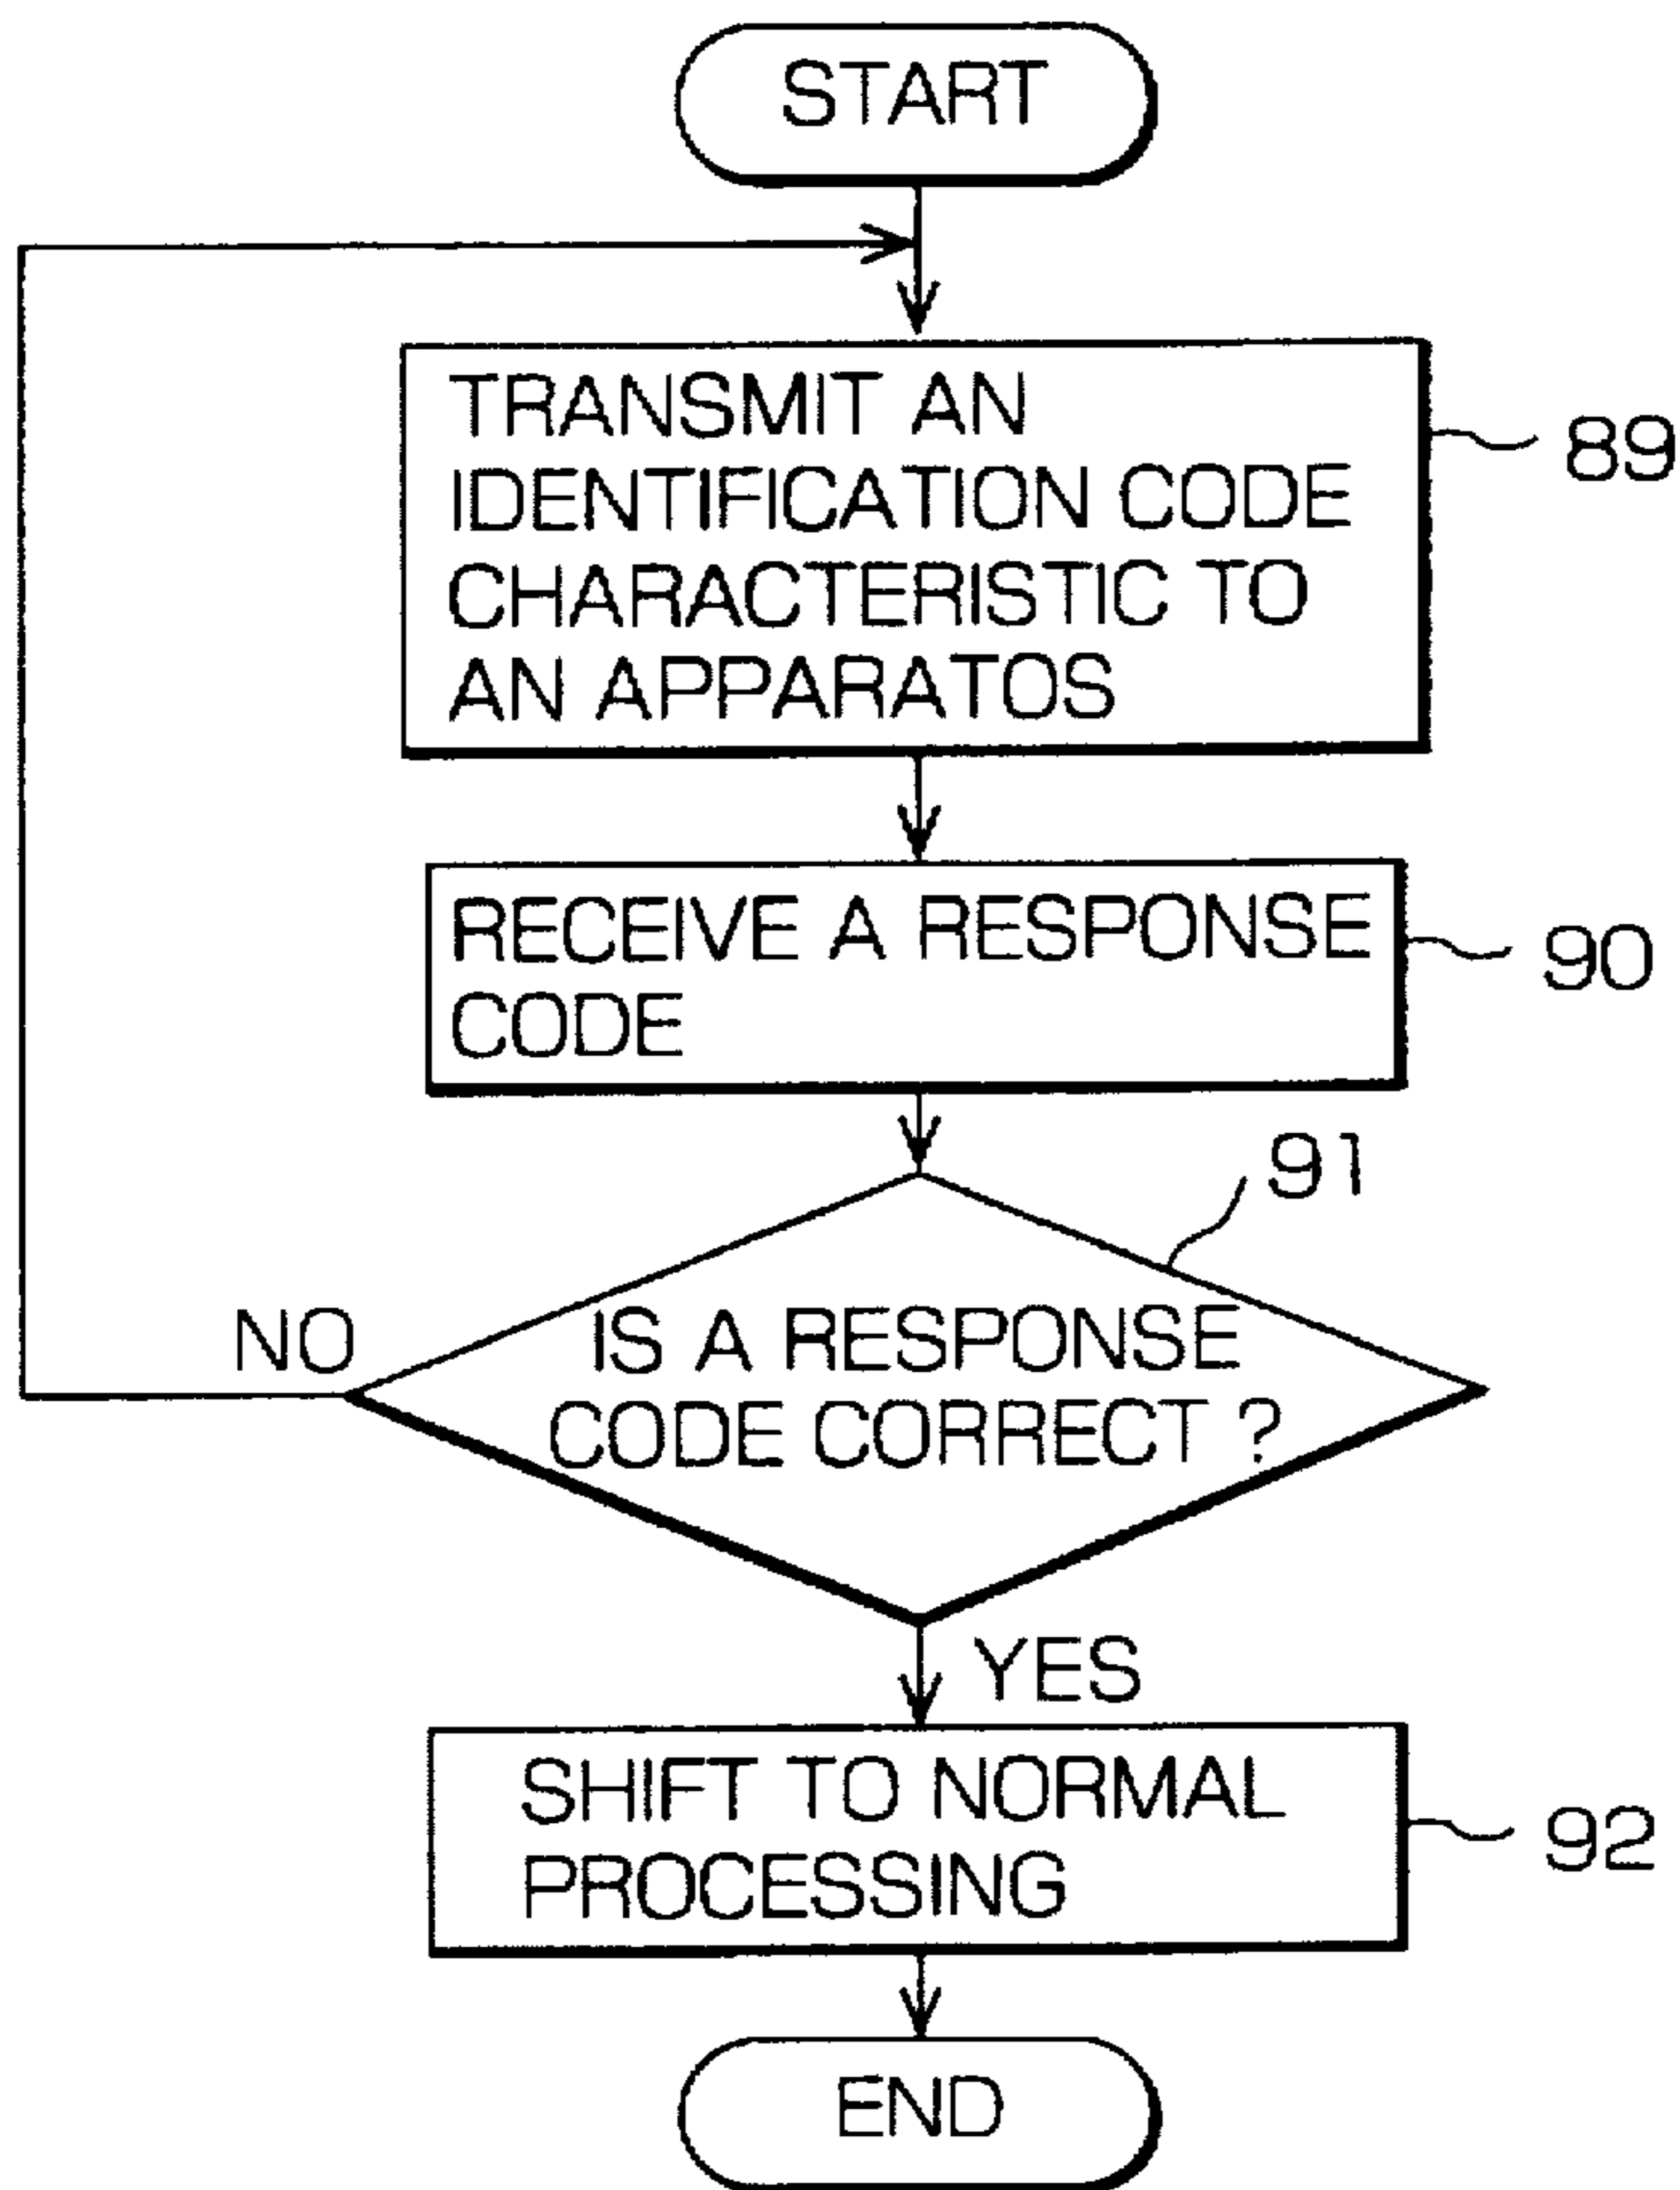 START
TRANSMIT AN
IDENTIFICATION CODE
CHARACTERISTIC TO
AN APPARATOS
89
RECEIVE A RESPONSE
CODE
90
91
NO
IS A RESPONSE
CODE CORRECT ?
YES
SHIFT TO NORMAL
PROCESSING
92
END